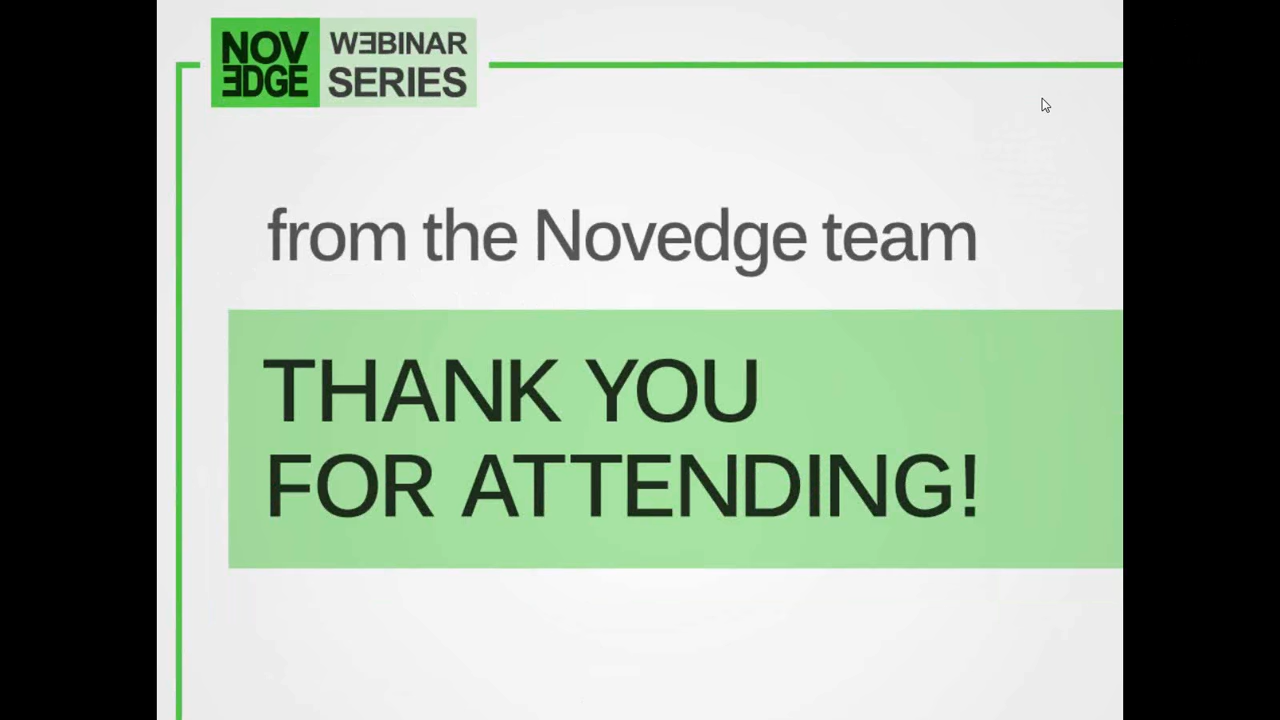 NOV
EDGE
WEBINAR
SERIES
from the Novedge team
THANK YOU
FOR ATTENDING!